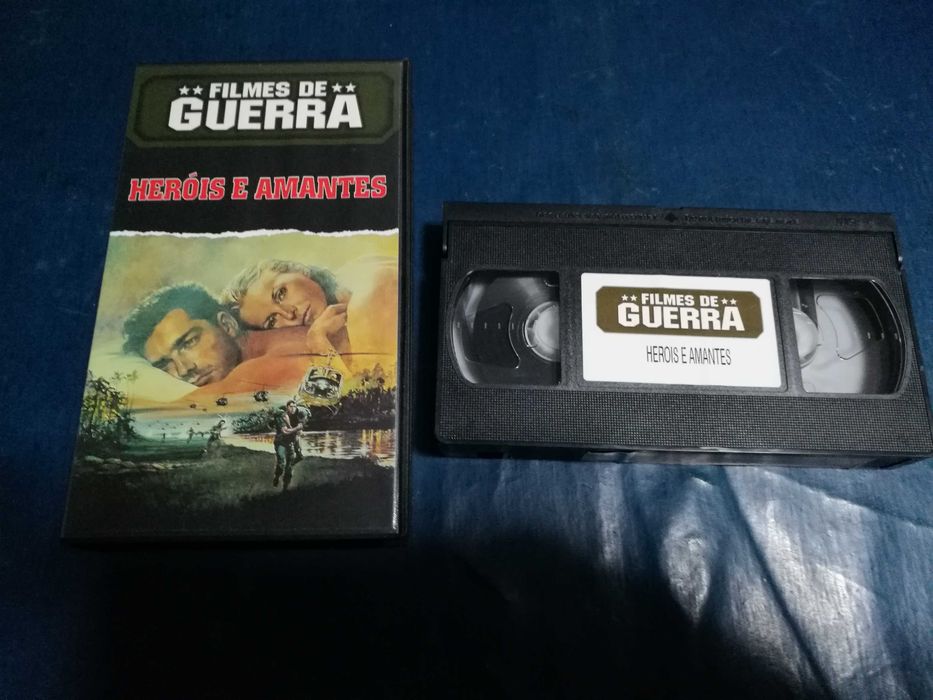 FILMES DE
GUERRA
HERÓIS E AMANTES
FILMES DE
GUERRA
HEROIS E AMANTES